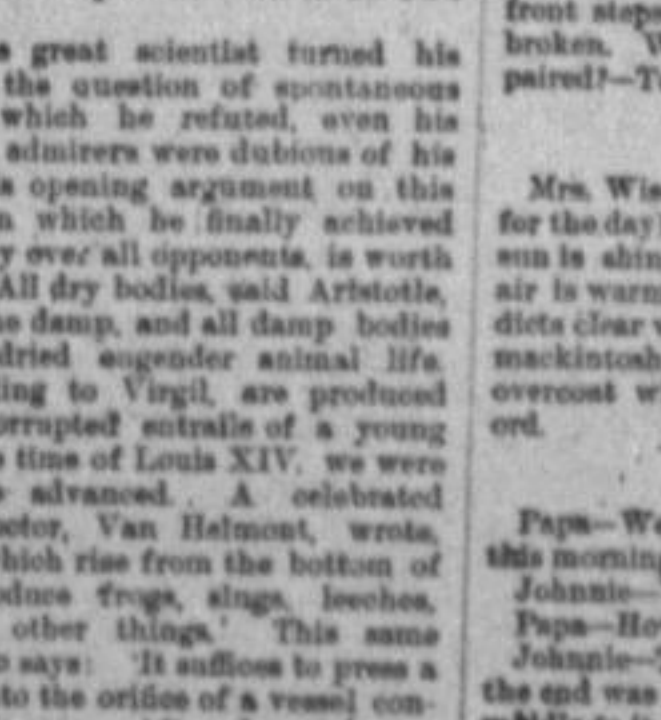 great scientist turned his
the question of spontaneous
which he refuted, even his
admirers were dubious of his
opening argument on this
which he finally achieved
over all opponents, is worth
All dry bodies, said Aristotle,
damp, and all damp bodies
dried engender animal life.
to Virgil, are produced
entrails of a young
time of Louis XIV. we were
advanced. A celebrated
Van Helmont, wrote,
which rise from the bottom of
frogs, slugs, leeches,
other things.' This same
says: 'It suffices to press a
to the orifice of a vessel con-
front steps
broken.
paired?—
Mrs.
for the day
sun is
air is warm
clear
mackintosh
overcoat
ord.
Papa—
this morning
Johnnie—
Papa—
Johnnie—
the end was